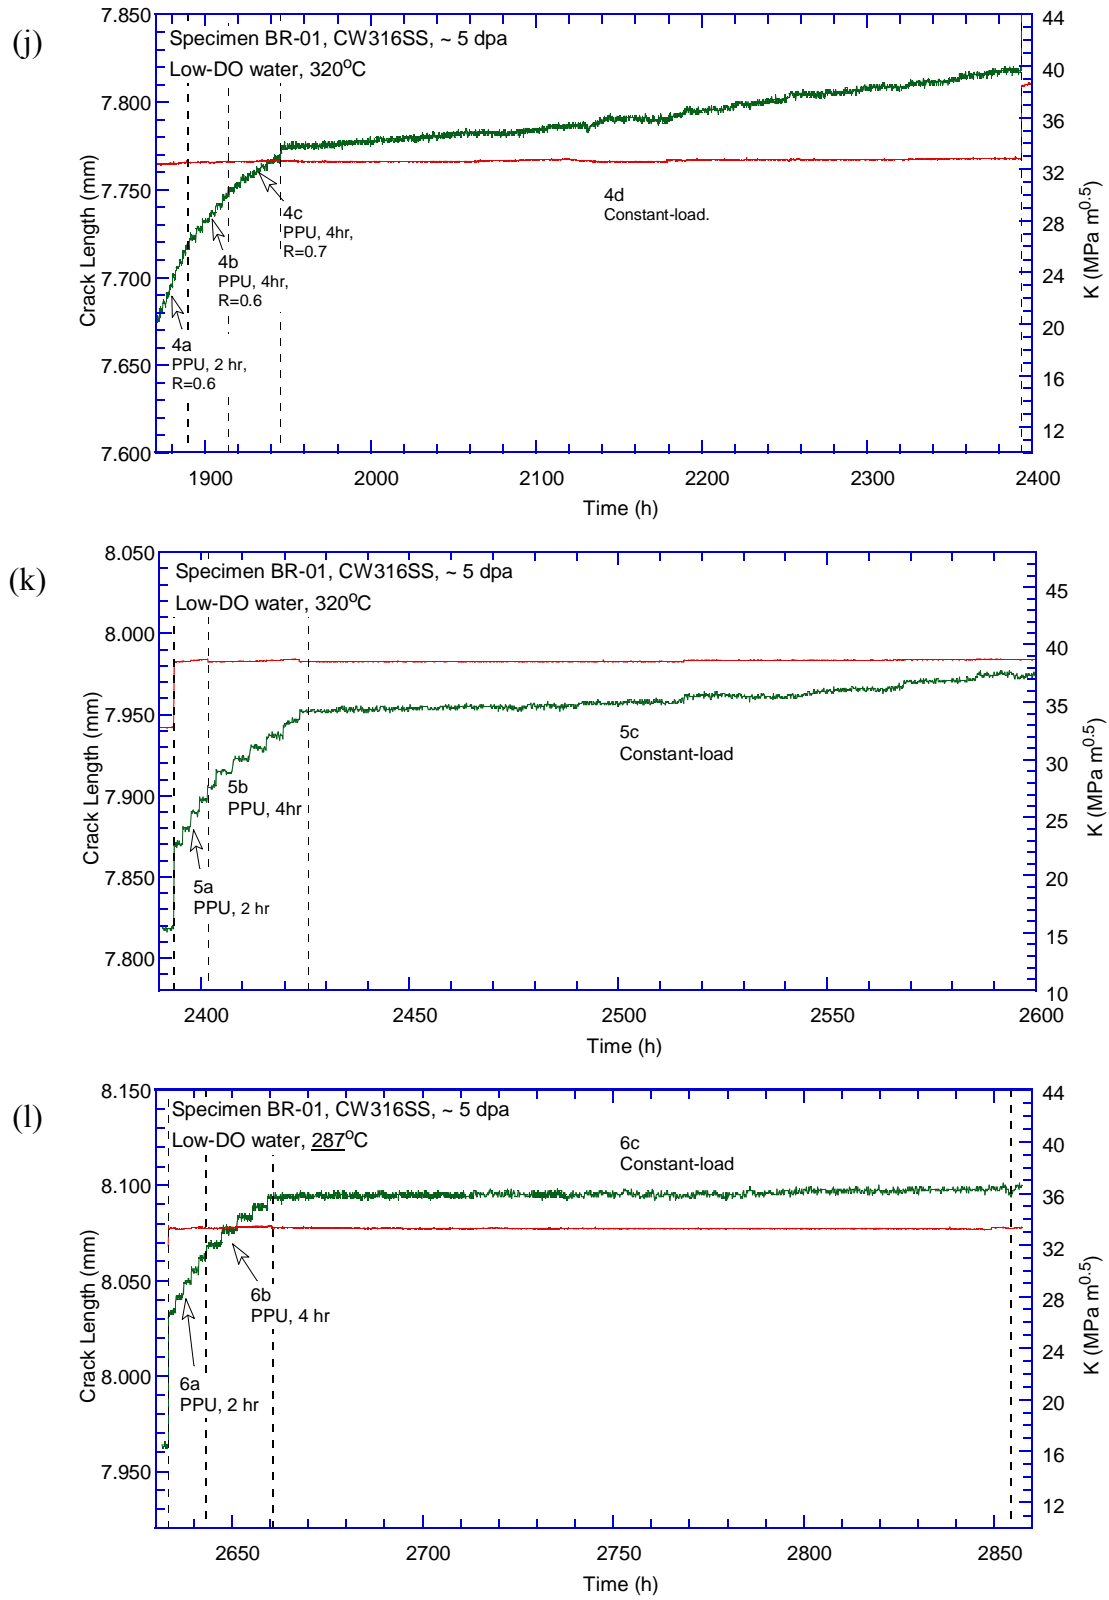 (j)
Specimen BR-01, CW316SS, ~ 5 dpa
Low-DO water, 320°C
7.850
7.800
7.750
7.700
7.650
7.600
Crack Length (mm)
44
40
36
32
28
24
20
16
12
K (MPa m^0.5)
4a
PPU, 2 hr,
R=0.6
4b
PPU, 4hr,
R=0.6
4c
PPU, 4hr,
R=0.7
4d
Constant-load.
1900
2000
2100
2200
2300
2400
Time (h)
(k)
Specimen BR-01, CW316SS, ~ 5 dpa
Low-DO water, 320°C
8.050
8.000
7.950
7.900
7.850
7.800
Crack Length (mm)
45
40
35
30
25
20
15
10
K (MPa m^0.5)
5a
PPU, 2 hr
5b
PPU, 4hr
5c
Constant-load
2400
2450
2500
2550
2600
Time (h)
(l)
Specimen BR-01, CW316SS, ~ 5 dpa
Low-DO water, 287°C
8.150
8.100
8.050
8.000
7.950
Crack Length (mm)
44
40
36
32
28
24
20
16
12
K (MPa m^0.5)
6a
PPU, 2 hr
6b
PPU, 4 hr
6c
Constant-load
2650
2700
2750
2800
2850
Time (h)